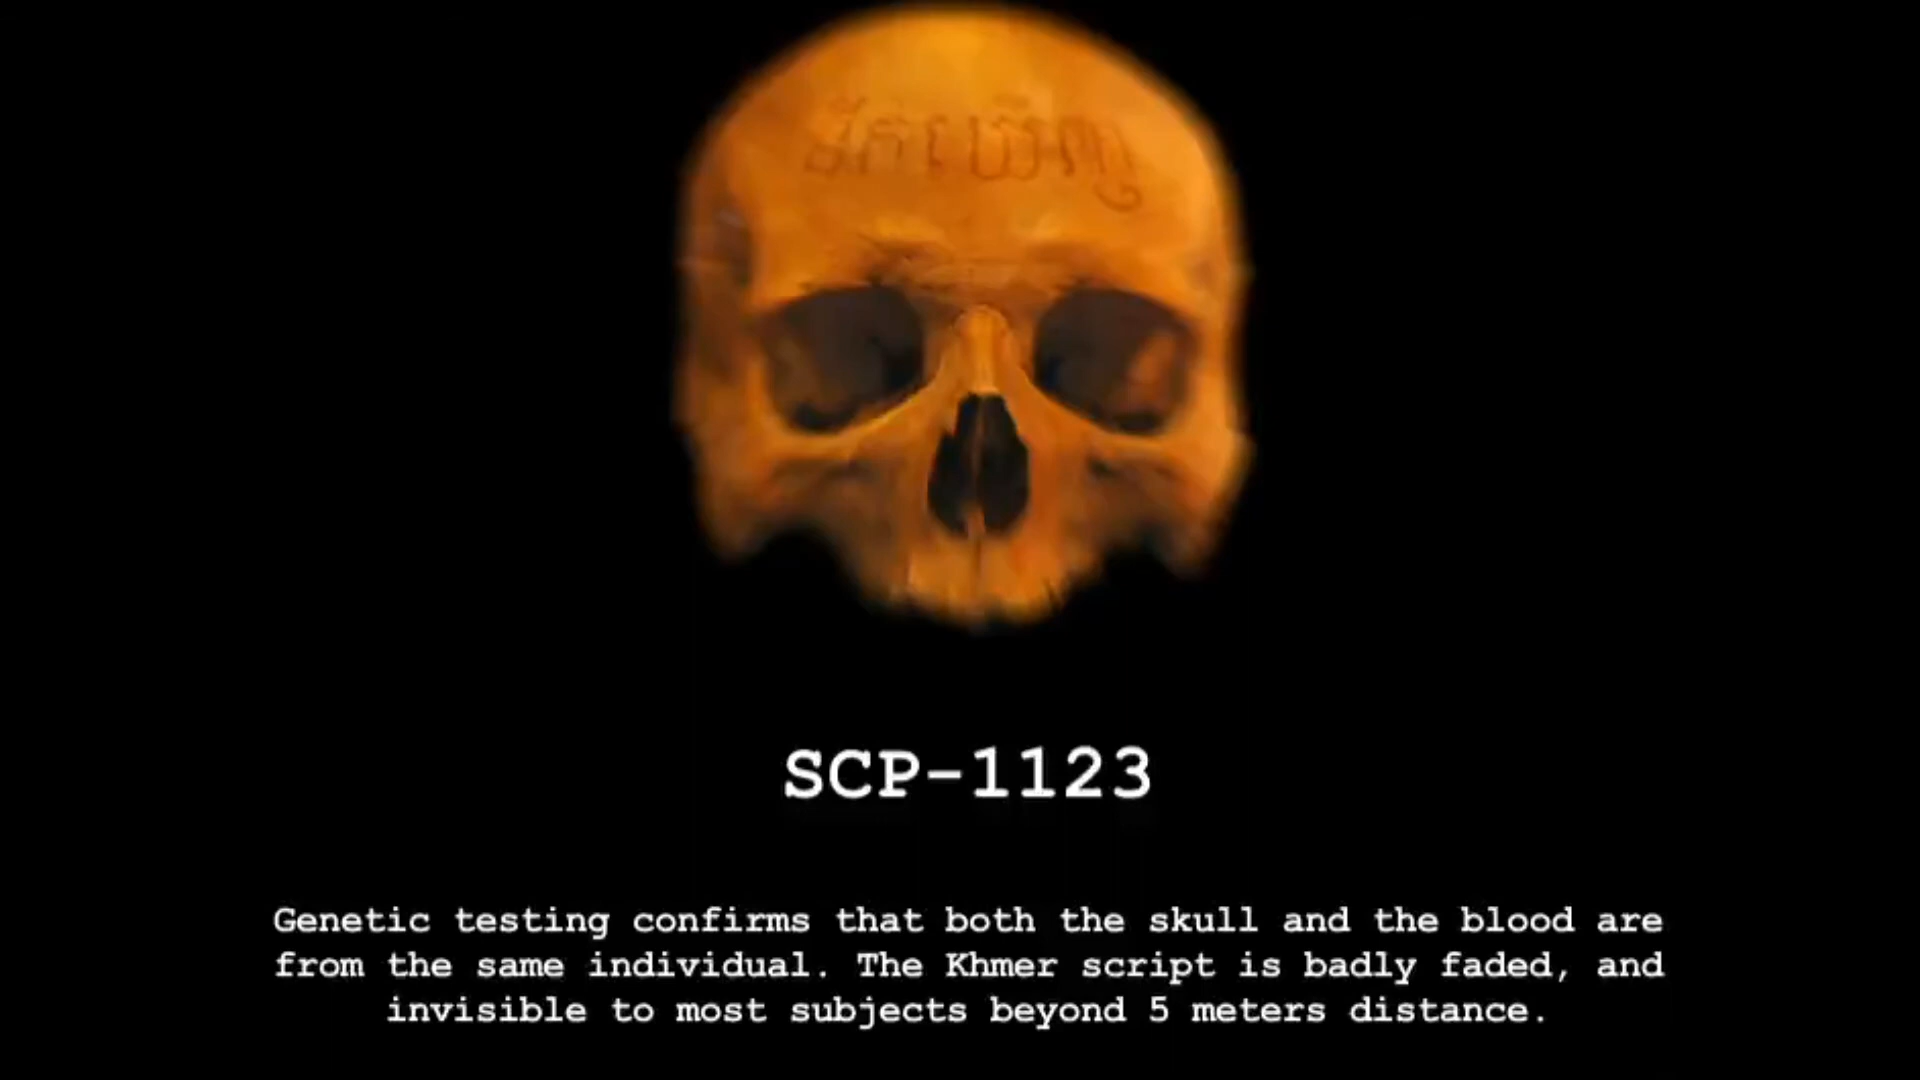 SCP-1123
Genetic testing confirms that both the skull and the blood are
from the same individual. The Khmer script is badly faded, and
invisible to most subjects beyond 5 meters distance.